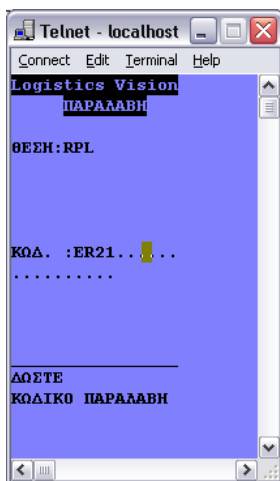 Telnet - localhost
Connect Edit Terminal Help
Logistics Vision
ΠΑΡΑΛΑΒΗ
ΘΕΣΗ:RPL
ΚΩΔ. :ER21......
..........
ΔΩΣΤΕ
ΚΩΔΙΚΟ ΠΑΡΑΛΑΒΗ